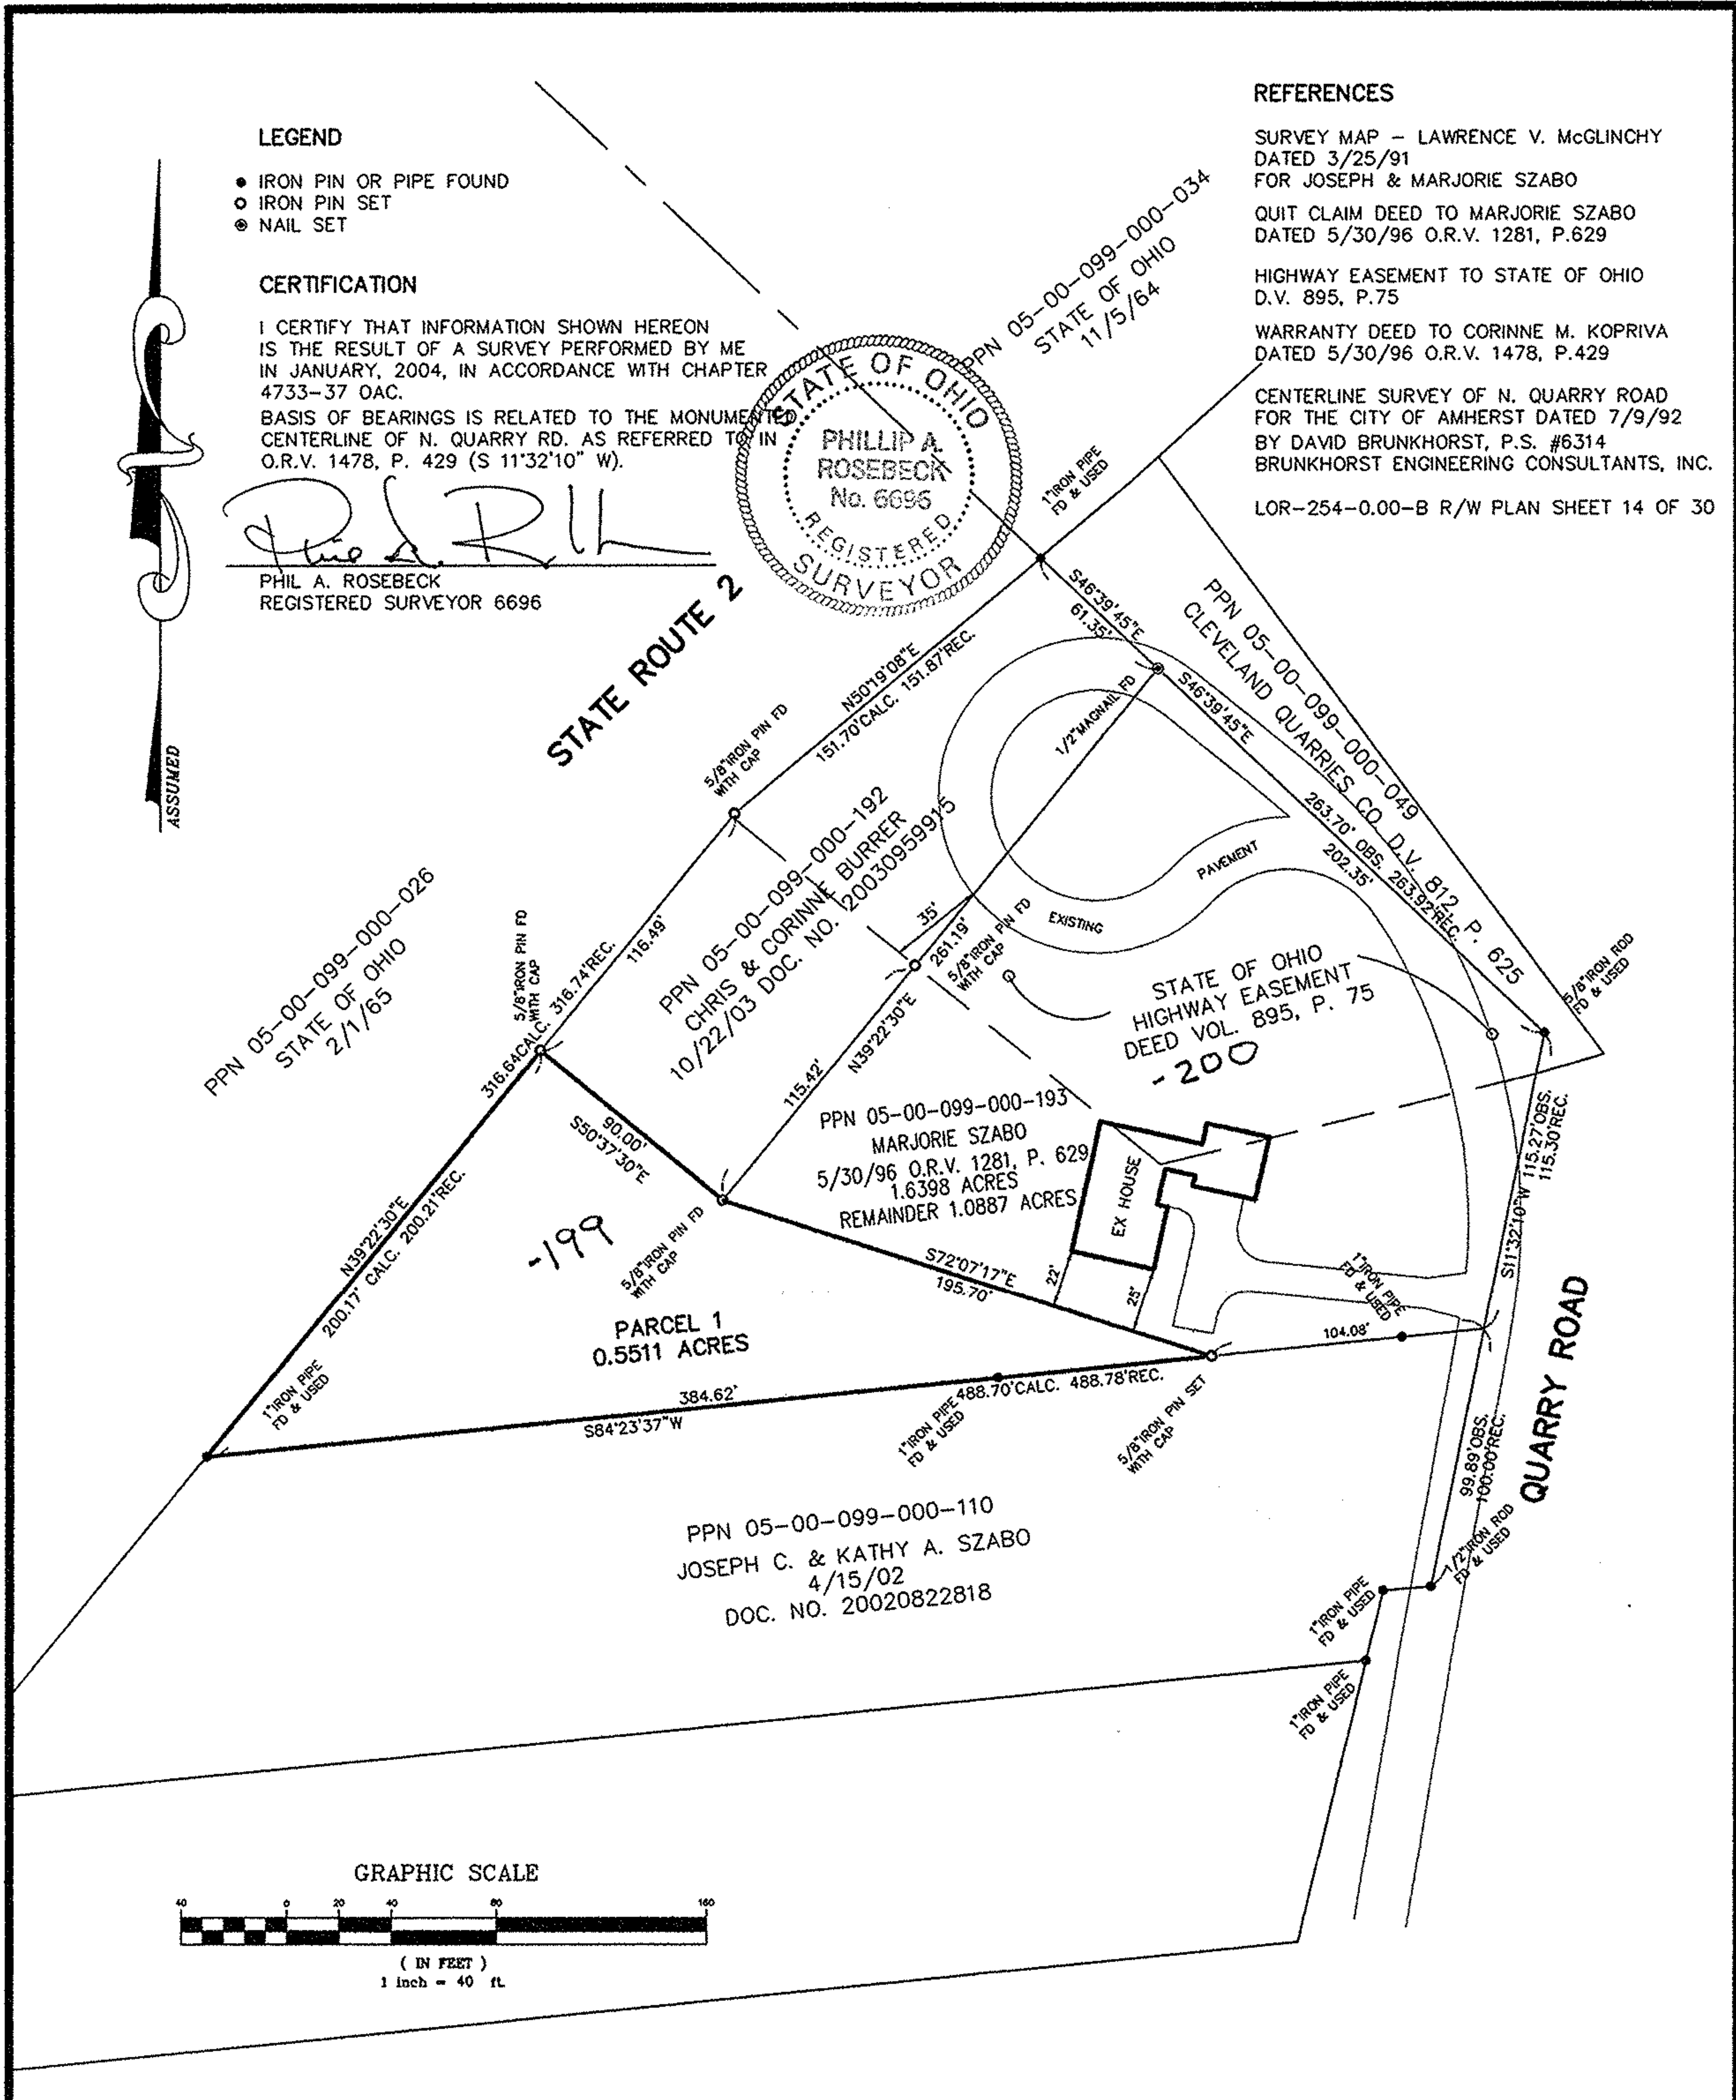 LEGEND
IRON PIN OR PIPE FOUND
IRON PIN SET
NAIL SET
CERTIFICATION
I CERTIFY THAT INFORMATION SHOWN HEREON
IS THE RESULT OF A SURVEY PERFORMED BY ME
IN JANUARY, 2004, IN ACCORDANCE WITH CHAPTER
4733-37 OAC.
BASIS OF BEARINGS IS RELATED TO THE MONUMENTED
CENTERLINE OF N. QUARRY RD. AS REFERRED TO IN
O.R.V. 1478, P. 429 (S 11°32'10" W).
PHIL A. ROSEBECK
REGISTERED SURVEYOR 6696
ASSUMED
STATE OF OHIO
PHILLIP A.
ROSEBECK
No. 6696
REGISTERED
SURVEYOR
REFERENCES
SURVEY MAP - LAWRENCE V. McGLINCHY
DATED 3/25/91
FOR JOSEPH & MARJORIE SZABO
QUIT CLAIM DEED TO MARJORIE SZABO
DATED 5/30/96 O.R.V. 1281, P.629
HIGHWAY EASEMENT TO STATE OF OHIO
D.V. 895, P.75
WARRANTY DEED TO CORINNE M. KOPRIVA
DATED 5/30/96 O.R.V. 1478, P.429
CENTERLINE SURVEY OF N. QUARRY ROAD
FOR THE CITY OF AMHERST DATED 7/9/92
BY DAVID BRUNKHORST, P.S. #6314
BRUNKHORST ENGINEERING CONSULTANTS, INC.
LOR-254-0.00-B R/W PLAN SHEET 14 OF 30
PPN 05-00-099-000-034
STATE OF OHIO
11/5/64
1"IRON PIPE
FD & USED
STATE ROUTE 2
S46°39'45"E
61.35'
PPN 05-00-099-000-049
CLEVELAND QUARRIES CO. D.V. 812 P. 625
N50°19'08"E
151.70'CALC. 151.87'REC.
5/8"IRON PIN FD
WITH CAP
1/2"MAGNAIL FD
S46°39'45"E
263.70' OBS. 263.92'REC.
202.35'
PPN 05-00-099-000-192
CHRIS & CORINNE BURRER
10/22/03 DOC. NO. 20030959915
PAVEMENT
EXISTING
35'
261.19'
5/8"IRON PIN FD
WITH CAP
PPN 05-00-099-000-026
STATE OF OHIO
2/1/65
5/8"IRON PIN FD
WITH CAP
316.64CALC. 316.74'REC.
116.49'
STATE OF OHIO
HIGHWAY EASEMENT
DEED VOL. 895, P. 75
-200
5/8"IRON ROD
FD & USED
115.42'
N39°22'30"E
90.00'
S50°37'30"E
PPN 05-00-099-000-193
MARJORIE SZABO
5/30/96 O.R.V. 1281, P. 629
1.6398 ACRES
REMAINDER 1.0887 ACRES
EX HOUSE
S11°32'10"W 115.27'OBS.
115.30'REC.
N39°22'30"E
200.17' CALC. 200.21'REC.
-199
5/8"IRON PIN FD
WITH CAP
S72°07'17"E
195.70'
22'
25'
1"IRON PIPE
FD & USED
104.08'
QUARRY ROAD
PARCEL 1
0.5511 ACRES
1"IRON PIPE
FD & USED
384.62'
S84°23'37"W
488.70'CALC. 488.78'REC.
1"IRON PIPE
FD & USED
5/8"IRON PIN SET
WITH CAP
99.89'OBS.
100.00'REC.
1/2"IRON ROD
FD & USED
PPN 05-00-099-000-110
JOSEPH C. & KATHY A. SZABO
4/15/02
DOC. NO. 20020822818
1"IRON PIPE
FD & USED
1"IRON PIPE
FD & USED
GRAPHIC SCALE
40 0 20 40 80 160
( IN FEET )
1 inch = 40 ft.